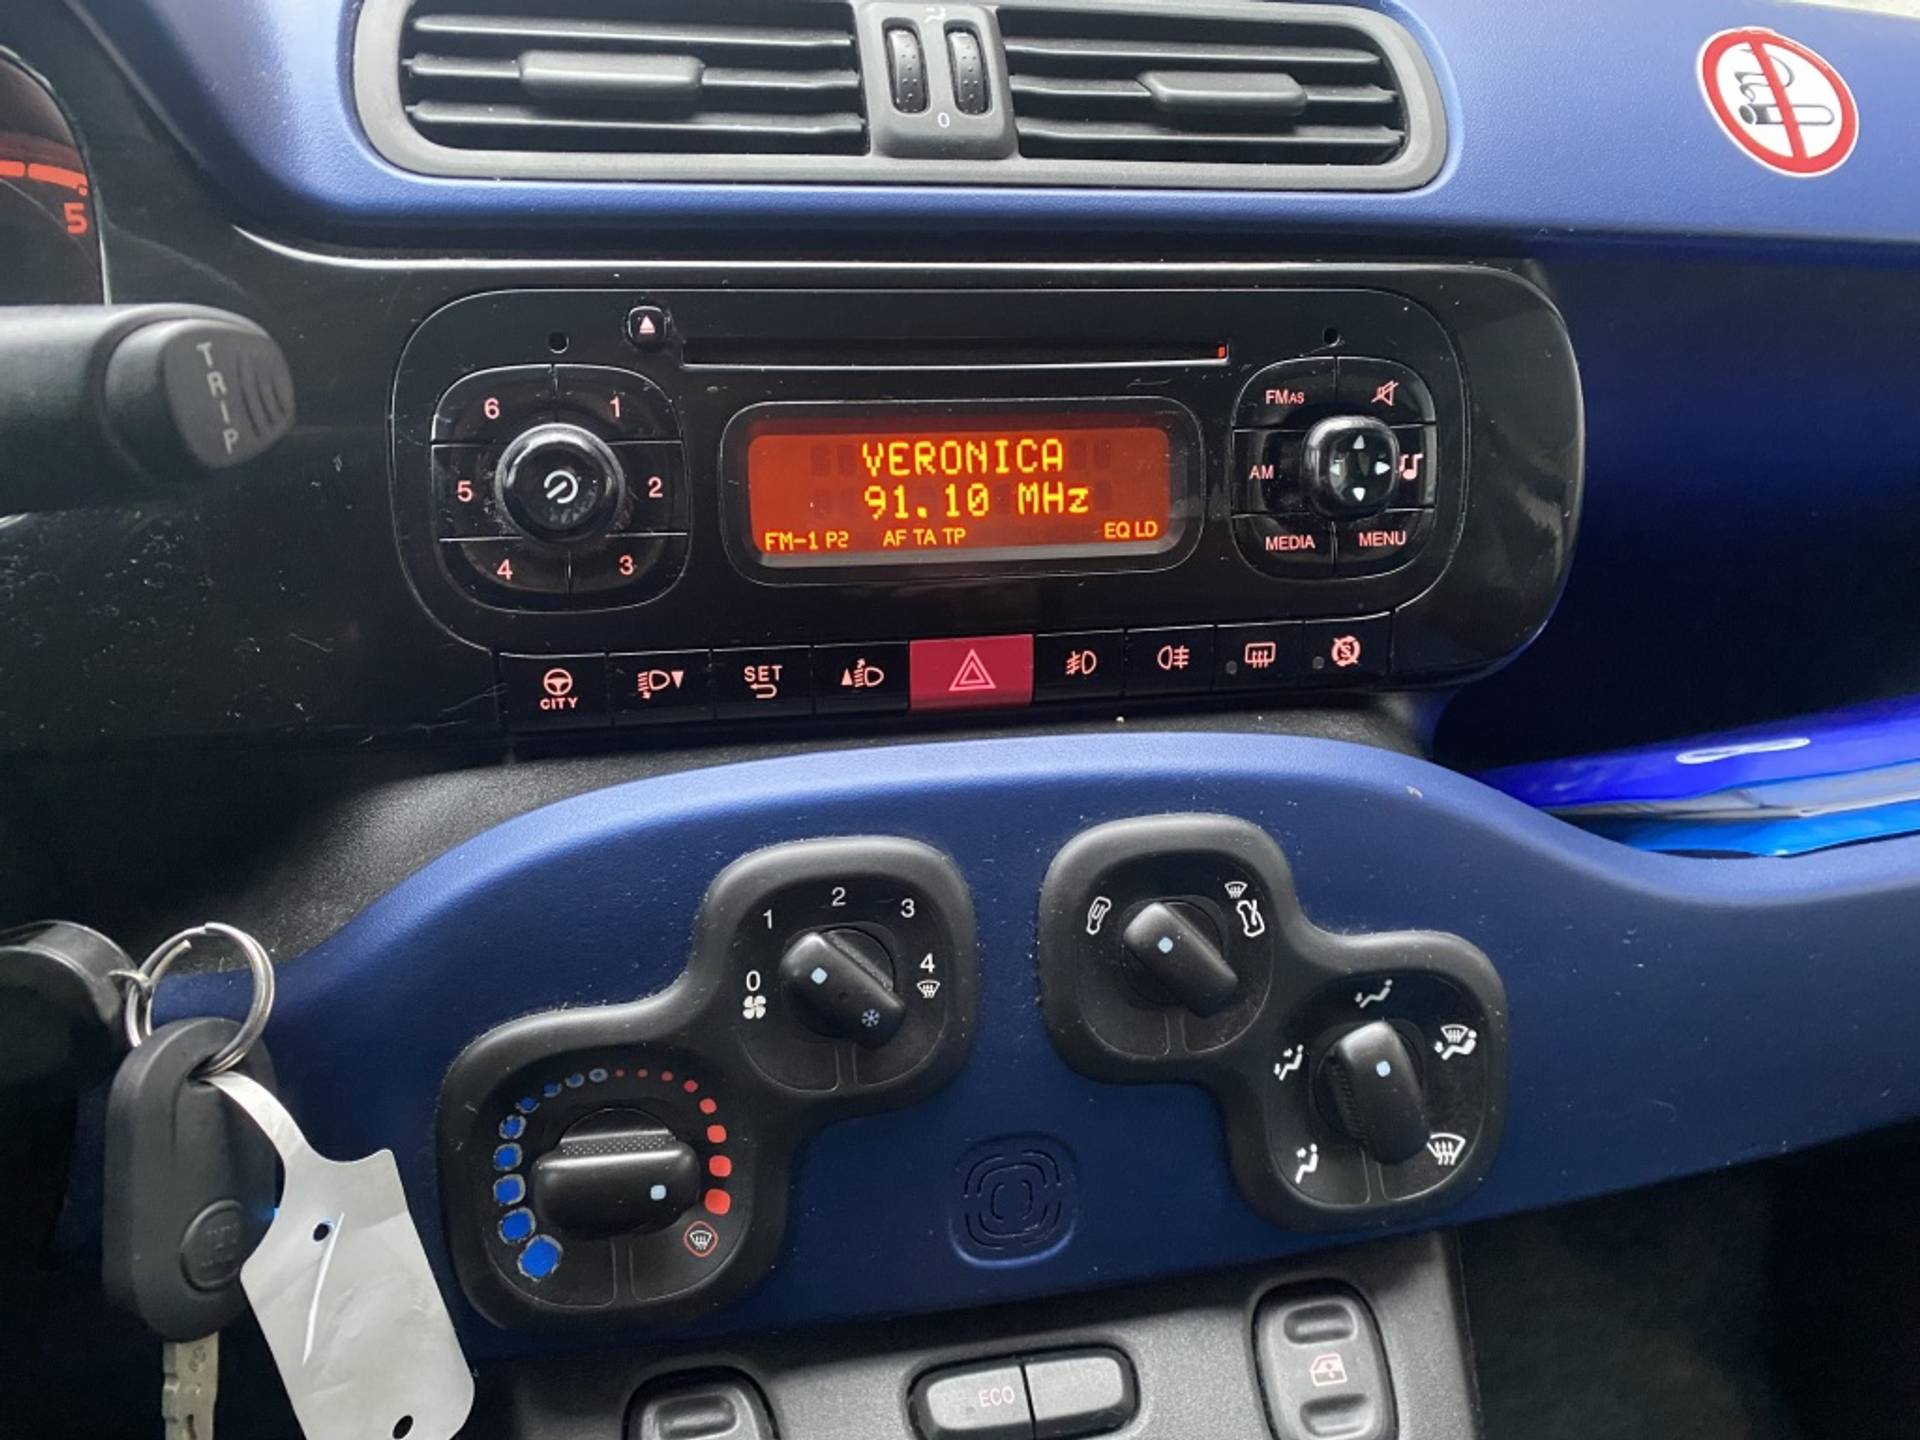 0
5
TRIP
6
1
5
2
4
3
VERONICA
91.10 MHz
FM-1 P2 AF TA TP EQ LD
FMAS
AM
MEDIA
MENU
CITY
SET
0
1
2
3
4
ECO